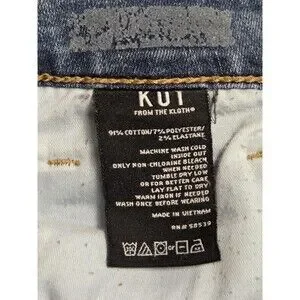 KUT
FROM THE KLOTH®
91% COTTON/7% POLYESTER/
2% ELASTANE
MACHINE WASH COLD
INSIDE OUT
ONLY NON-CHLORINE BLEACH
WHEN NEEDED
TUMBLE DRY LOW
OR FOR BETTER CARE
LAY FLAT TO DRY
WARM IRON IF NEEDED
WASH ONCE BEFORE WEARING
MADE IN VIETNAM
RN# 58539